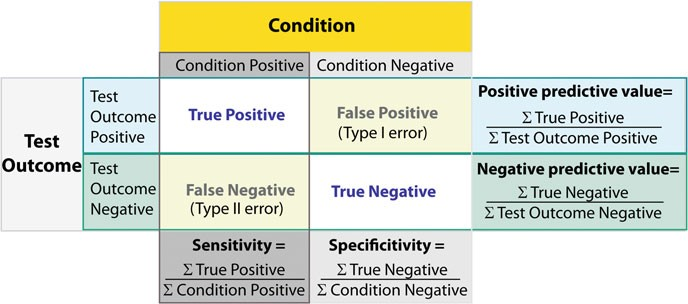 Condition
Condition Positive
Condition Negative
Test
Outcome
Test
Outcome
Positive
True Positive
False Positive
(Type I error)
Positive predictive value=
Σ True Positive
Σ Test Outcome Positive
Test
Outcome
Negative
False Negative
(Type II error)
True Negative
Negative predictive value=
Σ True Negative
Σ Test Outcome Negative
Sensitivity =
Σ True Positive
Σ Condition Positive
Specificitivity =
Σ True Negative
Σ Condition Negative